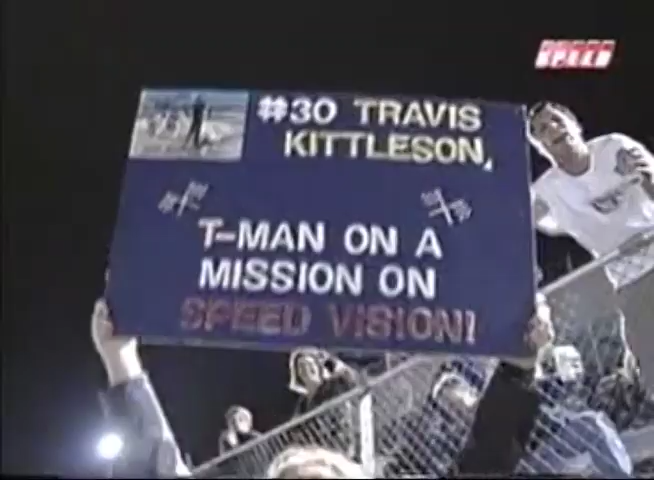 SPEED
#30 TRAVIS
KITTLESON,
T-MAN ON A
MISSION ON
SPEED VISION!